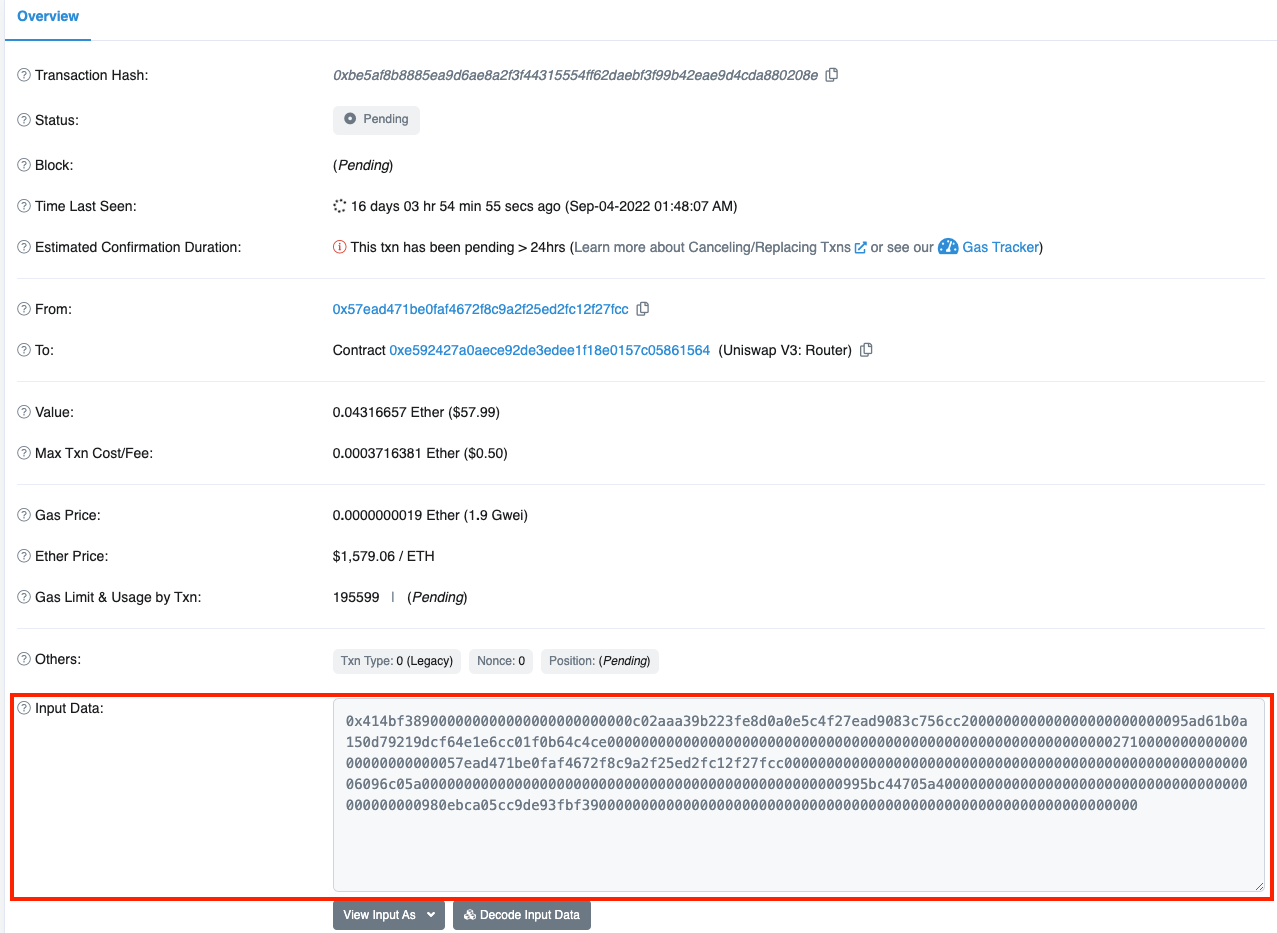 Overview
Transaction Hash:
0xbe5af8b8885ea9d6ae8a2f3f44315554ff62daebf3f99b42eae9d4cda880208e
Status:
Pending
Block:
(Pending)
Time Last Seen:
16 days 03 hr 54 min 55 secs ago (Sep-04-2022 01:48:07 AM)
Estimated Confirmation Duration:
This txn has been pending > 24hrs (Learn more about Canceling/Replacing Txns or see our Gas Tracker)
From:
0x57ead471be0faf4672f8c9a2f25ed2fc12f27fcc
To:
Contract 0xe592427a0aece92de3edee1f18e0157c05861564 (Uniswap V3: Router)
Value:
0.04316657 Ether ($57.99)
Max Txn Cost/Fee:
0.0003716381 Ether ($0.50)
Gas Price:
0.0000000019 Ether (1.9 Gwei)
Ether Price:
$1,579.06 / ETH
Gas Limit & Usage by Txn:
195599 | (Pending)
Others:
Txn Type: 0 (Legacy) Nonce: 0 Position: (Pending)
Input Data:
0x414bf389000000000000000000000000c02aaa39b223fe8d0a0e5c4f27ead9083c756cc200000000000000000000000095ad61b0a
150d79219dcf64e1e6cc01f0b64c4ce0000000000000000000000000000000000000000000000000000000000002710000000000000
00000000000057ead471be0faf4672f8c9a2f25ed2fc12f27fcc0000000000000000000000000000000000000000000000000000000
06096c05a00000000000000000000000000000000000000000000000000995bc44705a4000000000000000000000000000000000000
000000000980ebca05cc9de93fbf390000000000000000000000000000000000000000000000000000000000000000
View Input As
Decode Input Data